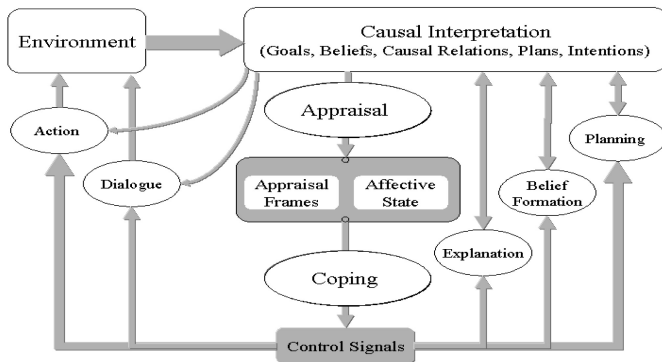 Environment
Causal Interpretation
(Goals, Beliefs, Causal Relations, Plans, Intentions)
Action
Appraisal
Planning
Dialogue
Appraisal
Frames
Affective
State
Belief
Formation
Explanation
Coping
Control Signals